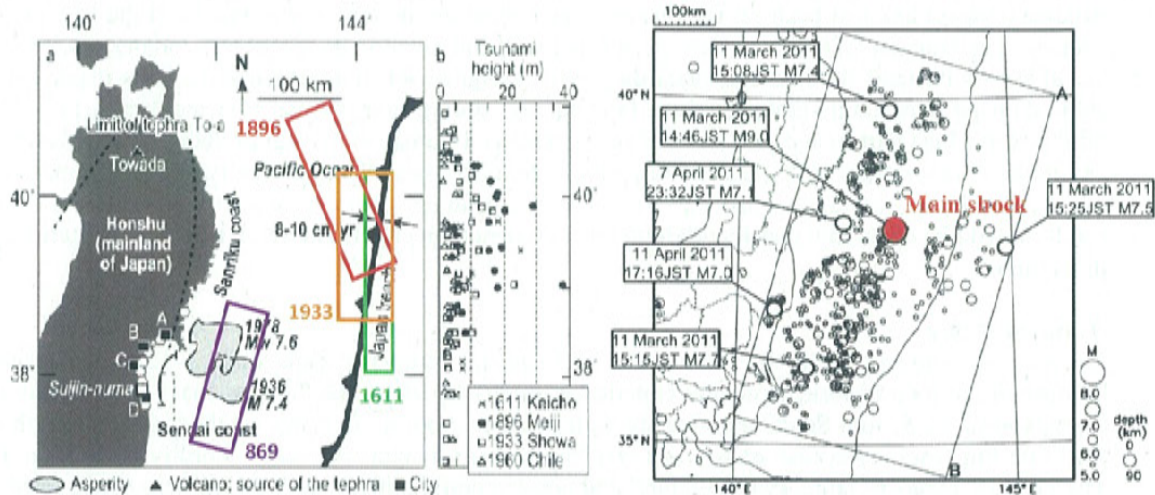 140˚
144˚
a
N
100 km
1896
Limit of tephra To-a
Towada
Pacific Ocean
40˚
Honshu
(mainland
of Japan)
Sanriku coast
8-10 cm/yr
1933
Japan Trench
1611
B
A
C
D
38˚
Suijin-numa
1978
Mw 7.6
1936
M 7.4
Sendai coast
869
Asperity
Volcano; source of the tephra
City
b
Tsunami
height (m)
0
20
40
40˚
38˚
1611 Kaicho
1896 Meiji
1933 Showa
1960 Chile
100km
11 March 2011
15:08JST M7.4
40°N
A
11 March 2011
14:46JST M9.0
7 April 2011
23:32JST M7.1
Main shock
11 March 2011
15:25JST M7.5
11 April 2011
17:16JST M7.0
11 March 2011
15:15JST M7.7
35°N
B
140°E
145°E
M
8.0
7.0
6.0
5.0
depth
(km)
0
90